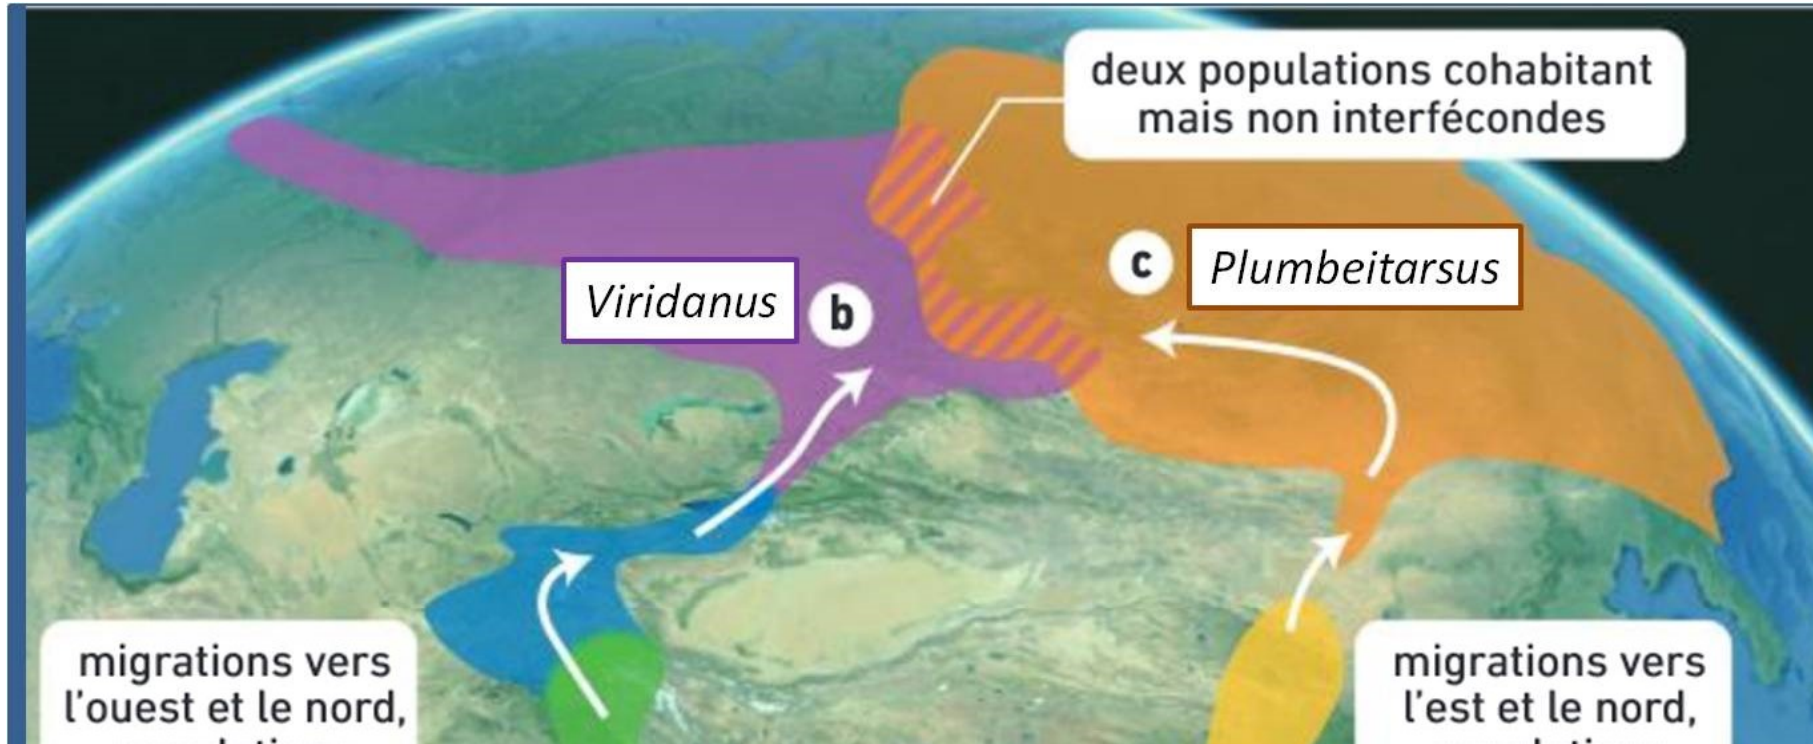 deux populations cohabitant
mais non interfécondes
c
Plumbeitarsus
Viridanus
b
migrations vers
l'ouest et le nord,
migrations vers
l'est et le nord,